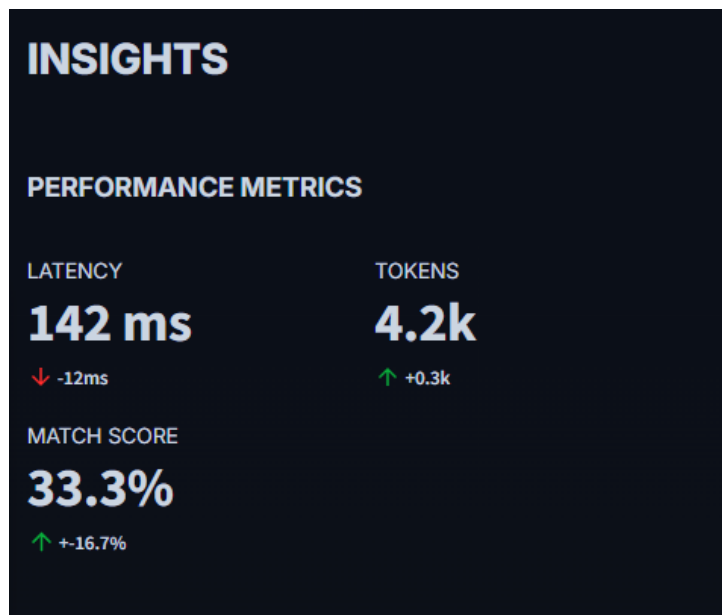 INSIGHTS
PERFORMANCE METRICS
LATENCY
142 ms
-12ms
TOKENS
4.2k
+0.3k
MATCH SCORE
33.3%
+-16.7%